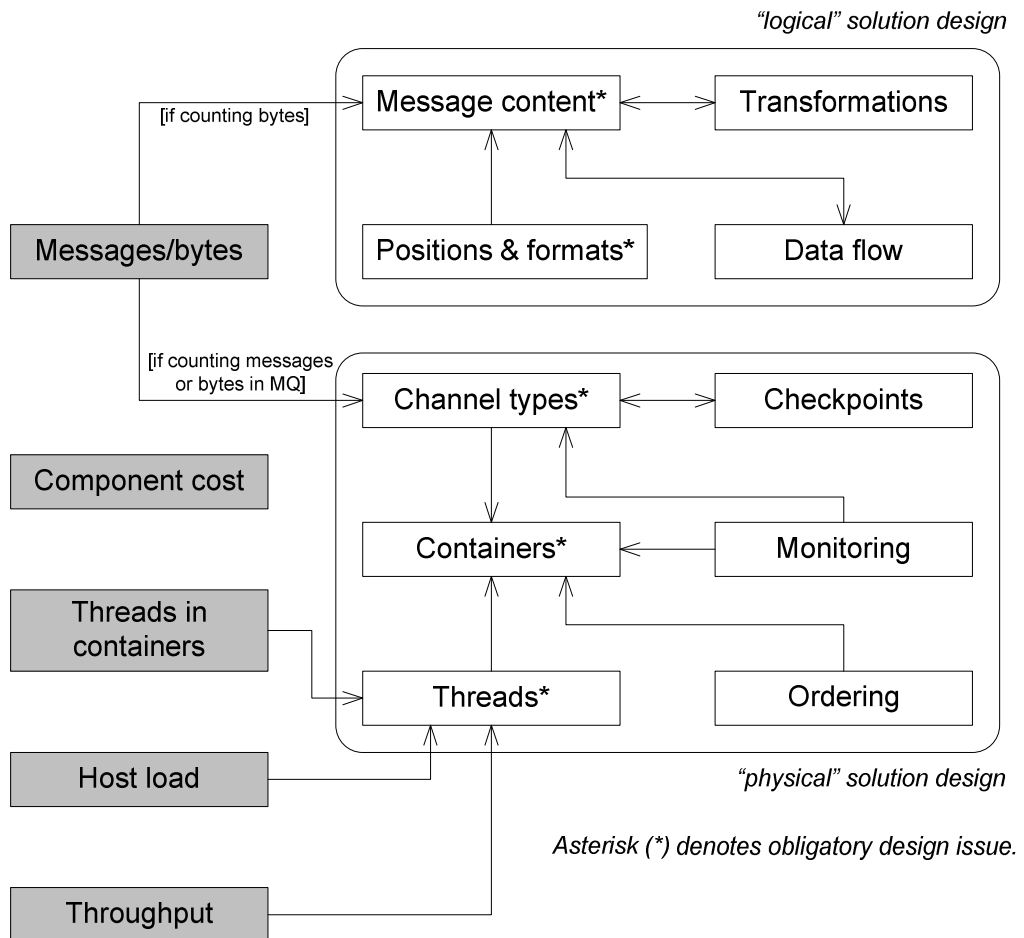 “logical” solution design
Message content*
Transformations
[if counting bytes]
Messages/bytes
Positions & formats*
Data flow
[if counting messages
or bytes in MQ]
Channel types*
Checkpoints
Component cost
Containers*
Monitoring
Threads in
containers
Threads*
Ordering
Host load
“physical” solution design
Asterisk (*) denotes obligatory design issue.
Throughput